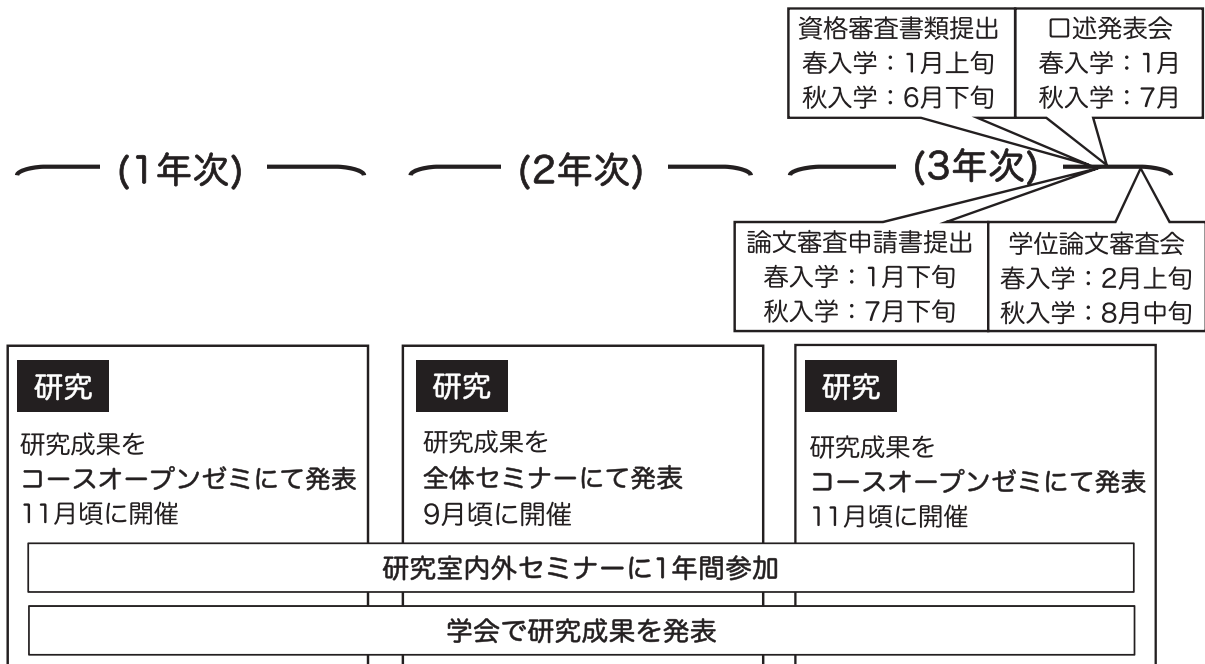 資格審査書類提出
春入学：1月上旬
秋入学：6月下旬
口述発表会
春入学：1月
秋入学：7月
(1年次)
(2年次)
(3年次)
論文審査申請書提出
春入学：1月下旬
秋入学：7月下旬
学位論文審査会
春入学：2月上旬
秋入学：8月中旬
研究
研究成果を
コースオープンゼミにて発表
11月頃に開催
研究
研究成果を
全体セミナーにて発表
9月頃に開催
研究
研究成果を
コースオープンゼミにて発表
11月頃に開催
研究室内外セミナーに1年間参加
学会で研究成果を発表